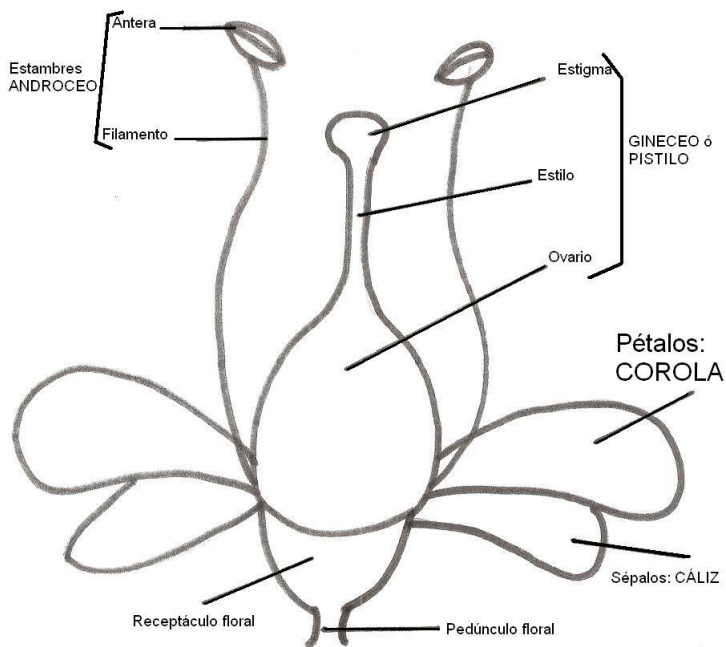 Antera
Estambres
ANDROCEO
Filamento
Estigma
GINECEO ó
PISTILO
Estilo
Ovario
Pétalos:
COROLA
Sépalos: CÁLIZ
Receptáculo floral
Pedúnculo floral